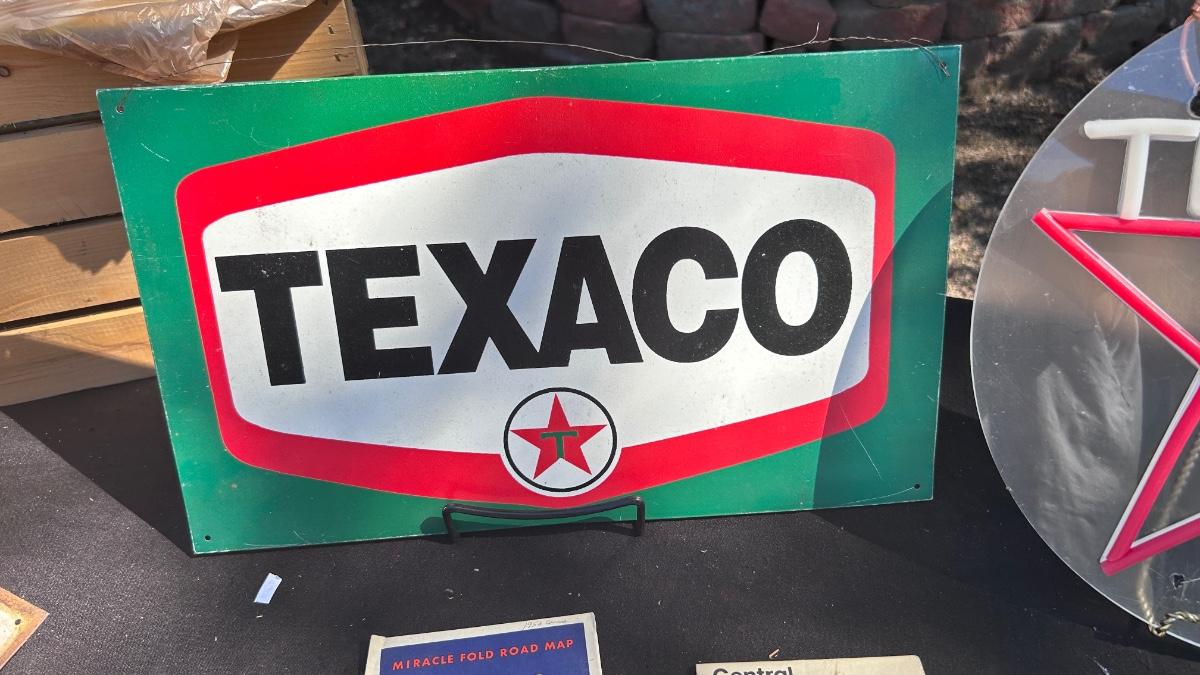 TEXACO
T
T
MIRACLE FOLD ROAD MAP
Central